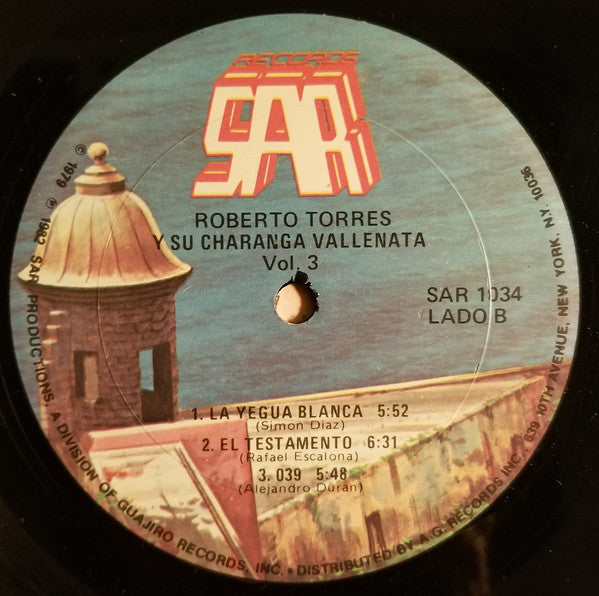 RECORDS
SAR
ROBERTO TORRES
Y SU CHARANGA VALLENATA
Vol. 3
SAR 1034
LADO B
1. LA YEGUA BLANCA 5:52
(Simon Diaz)
2. EL TESTAMENTO 6:31
(Rafael Escalona)
3. 039 5:48
(Alejandro Durán)
© 1979 ℗ 1982 SAR PRODUCTIONS, A DIVISION OF GUAJIRO RECORDS, INC. • DISTRIBUTED BY A.G. RECORDS INC. • 639 10TH AVENUE, NEW YORK, NY. 10036